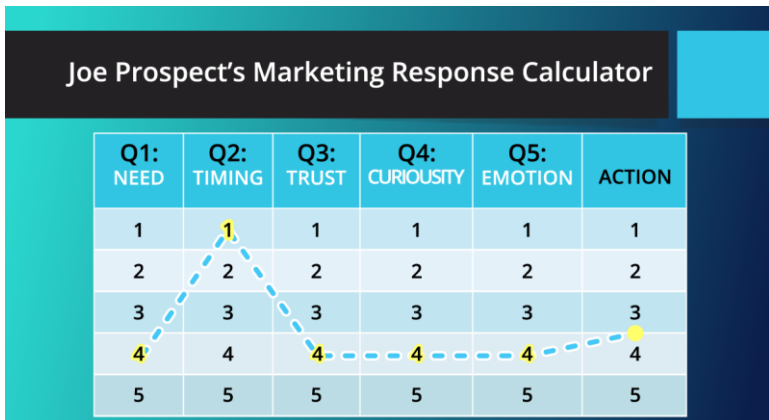 Joe Prospect's Marketing Response Calculator
Q1: Q2: Q3: Q4: Q5:
NEED TIMING TRUST CURIOUSITY EMOTION ACTION
1 1 1 1 1 1
2 2 2 2 2 2
3 3 3 3 3 3
4 4 4 4 4 4
5 5 5 5 5 5